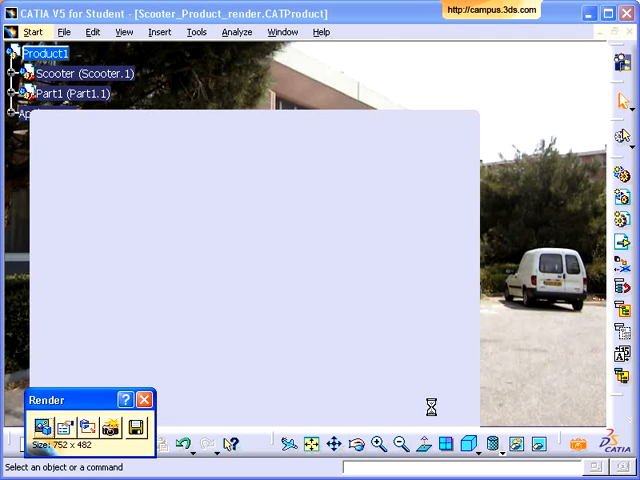 CATIA V5 for Student - [Scooter_Product_render.CATProduct]
http://campus.3ds.com
Start File Edit View Insert Tools Analyze Window Help
Product1
Scooter (Scooter.1)
Part1 (Part1.1)
Render
Size: 752 x 482
CATIA
Select an object or a command